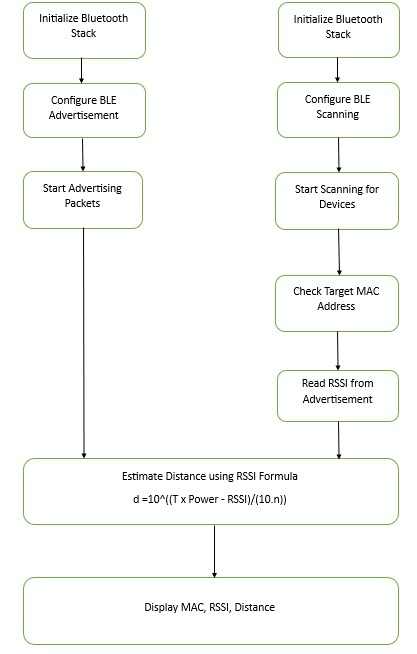 Initialize Bluetooth
Stack
Configure BLE
Advertisement
Start Advertising
Packets
Initialize Bluetooth
Stack
Configure BLE
Scanning
Start Scanning for
Devices
Check Target MAC
Address
Read RSSI from
Advertisement
Estimate Distance using RSSI Formula
d =10^((T x Power - RSSI)/(10.n))
Display MAC, RSSI, Distance